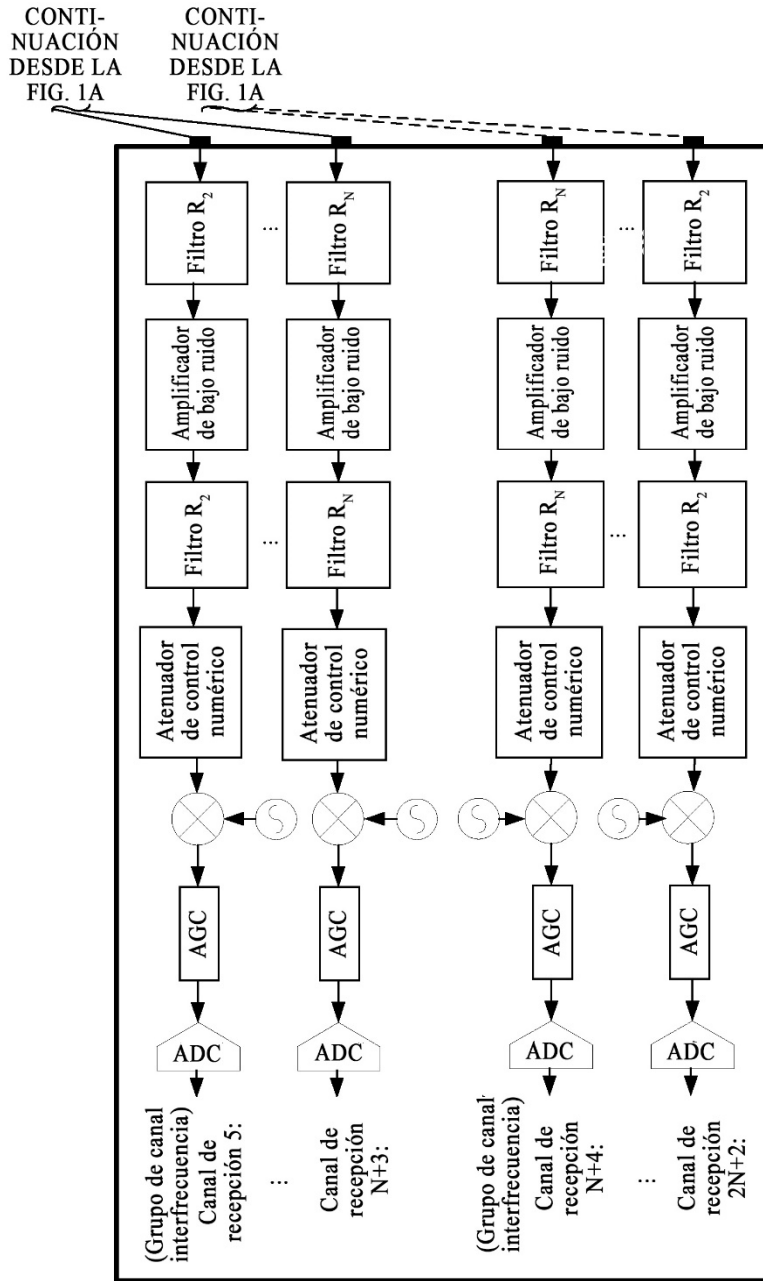 CONTI-
NUACIÓN
DESDE LA
FIG. 1A
CONTI-
NUACIÓN
DESDE LA
FIG. 1A
Filtro R2
...
Filtro RN
Filtro RN
...
Filtro R2
Amplificador
de bajo ruido
Amplificador
de bajo ruido
Amplificador
de bajo ruido
Amplificador
de bajo ruido
Filtro R2
...
Filtro RN
Filtro RN
...
Filtro R2
Atenuador
de control
numérico
Atenuador
de control
numérico
Atenuador
de control
numérico
Atenuador
de control
numérico
AGC
AGC
AGC
AGC
ADC
ADC
ADC
ADC
(Grupo de canal
interfrecuencia)
Canal de
recepción 5:
...
Canal de
recepción
N+3:
(Grupo de canal
interfrecuencia)
Canal de
recepción
N+4:
...
Canal de
recepción
2N+2: